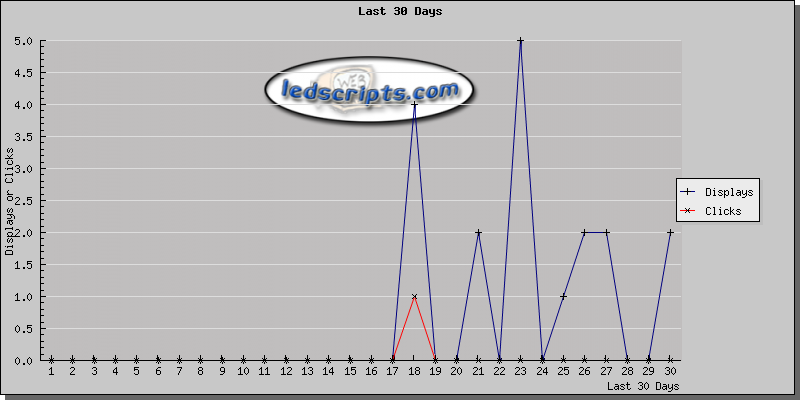 Last 30 Days
5.0
4.5
4.0
3.5
3.0
2.5
2.0
1.5
1.0
0.5
0.0
Displays or Clicks
WEB
ledscripts.com
Displays
Clicks
1 2 3 4 5 6 7 8 9 10 11 12 13 14 15 16 17 18 19 20 21 22 23 24 25 26 27 28 29 30
Last 30 Days